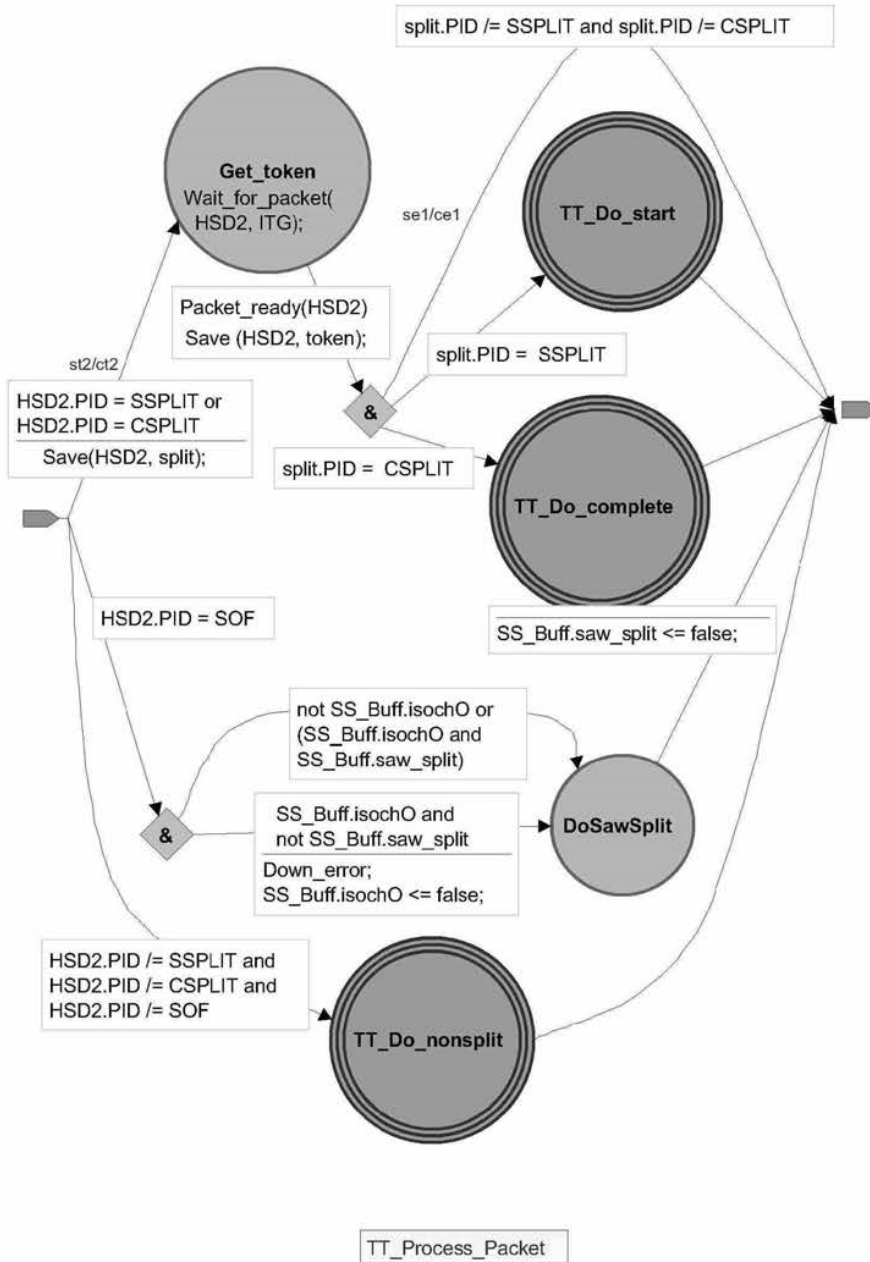 split.PID /= SSPLIT and split.PID /= CSPLIT
Get_token
Wait_for_packet(
HSD2, ITG);
se1/ce1
TT_Do_start
Packet_ready(HSD2)
Save (HSD2, token);
split.PID = SSPLIT
st2/ct2
HSD2.PID = SSPLIT or
HSD2.PID = CSPLIT
Save(HSD2, split);
&
split.PID = CSPLIT
TT_Do_complete
HSD2.PID = SOF
SS_Buff.saw_split <= false;
not SS_Buff.isochO or
(SS_Buff.isochO and
SS_Buff.saw_split)
&
SS_Buff.isochO and
not SS_Buff.saw_split
Down_error;
SS_Buff.isochO <= false;
DoSawSplit
HSD2.PID /= SSPLIT and
HSD2.PID /= CSPLIT and
HSD2.PID /= SOF
TT_Do_nonsplit
TT_Process_Packet